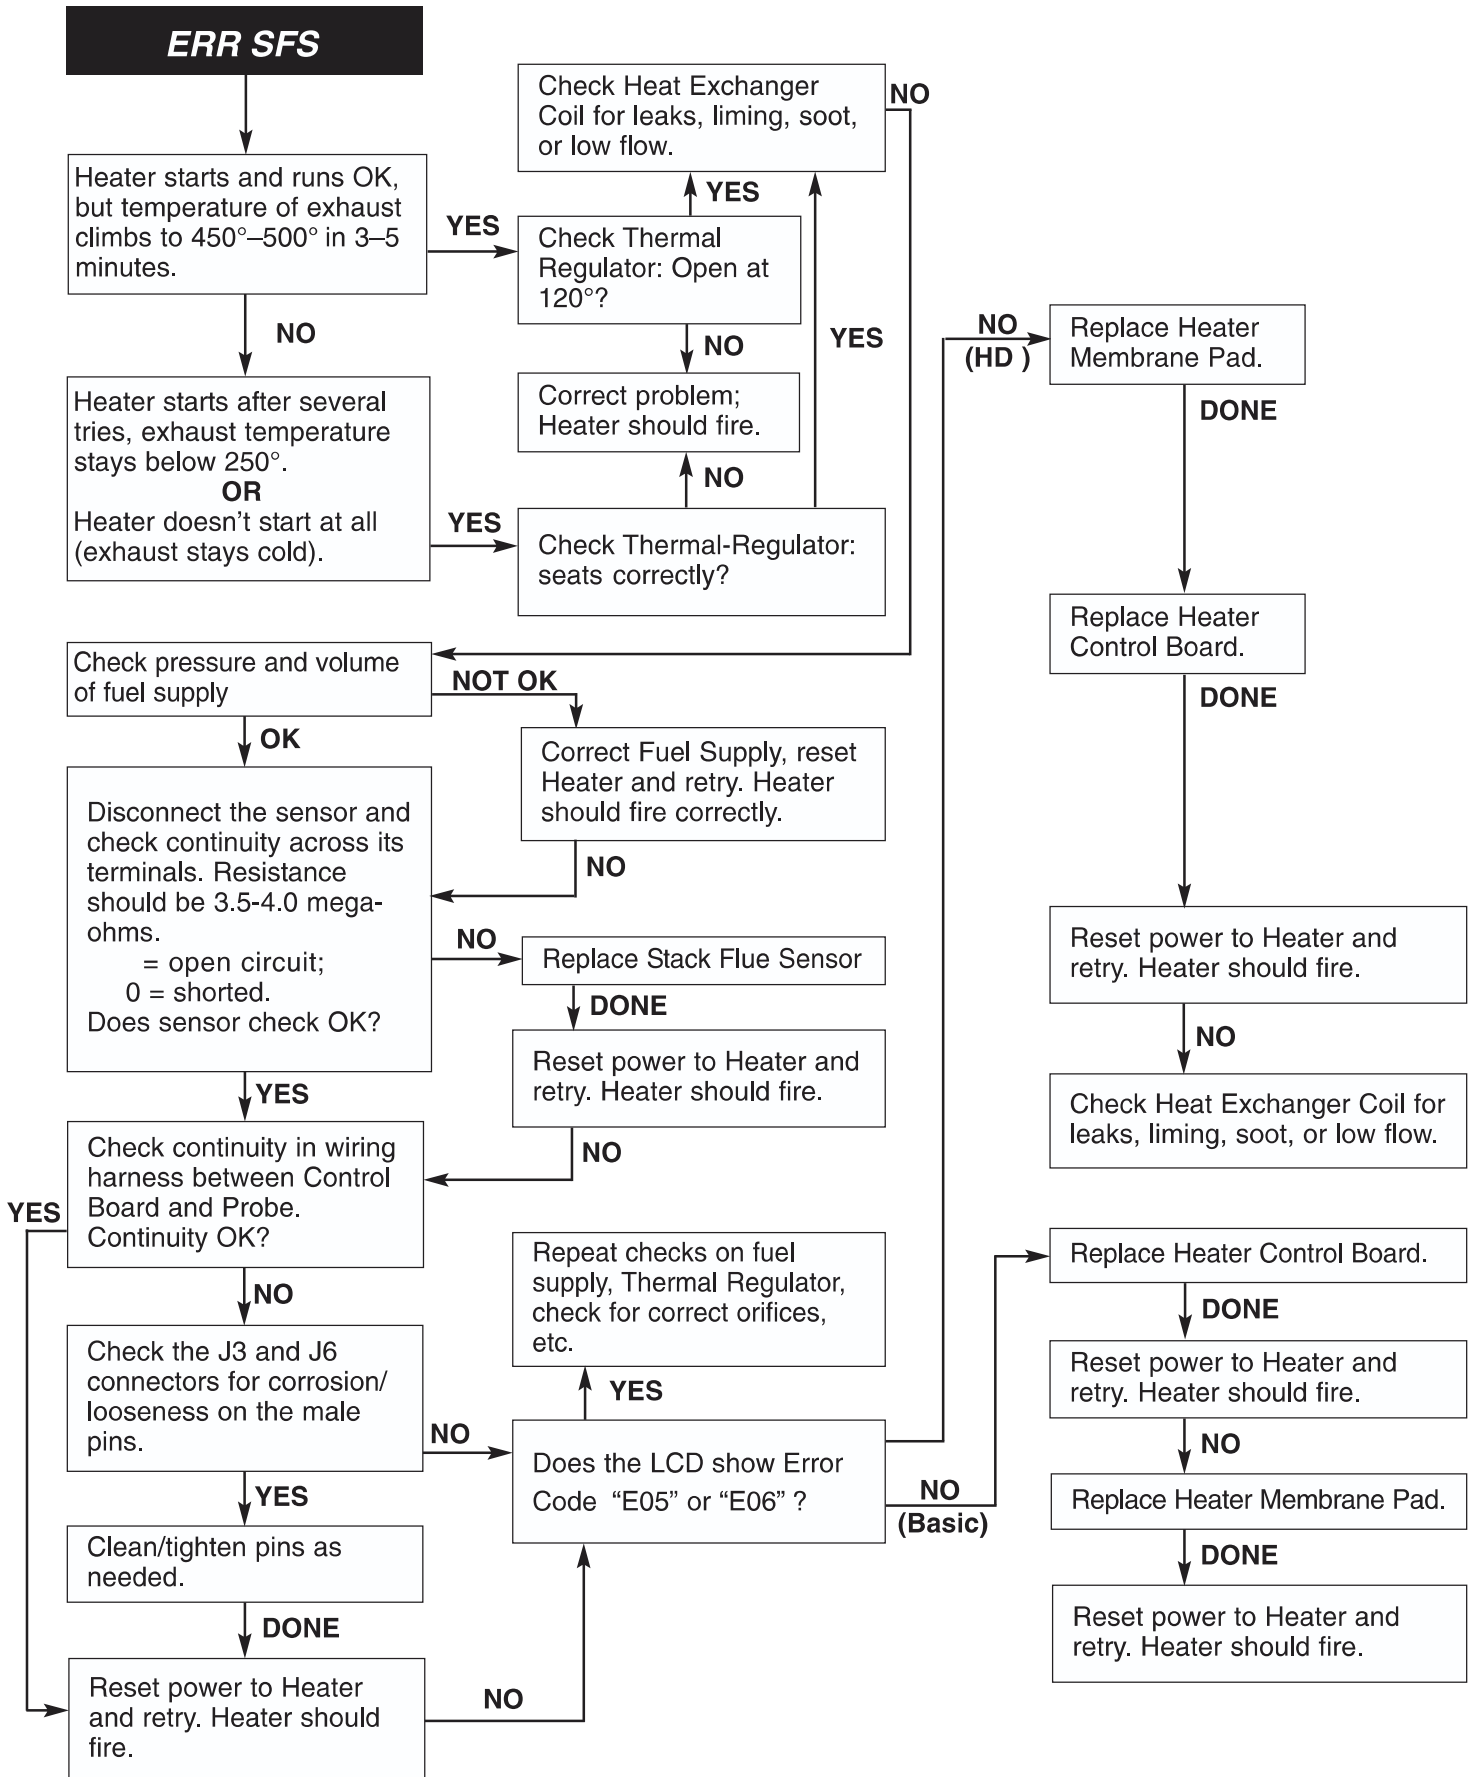 ERR SFS
Heater starts and runs OK,
but temperature of exhaust
climbs to 450°–500° in 3–5
minutes.
YES
NO
Check Heat Exchanger
Coil for leaks, liming, soot,
or low flow.
NO
YES
Check Thermal
Regulator: Open at
120°?
NO
YES
Correct problem;
Heater should fire.
NO
Heater starts after several
tries, exhaust temperature
stays below 250°.
OR
Heater doesn't start at all
(exhaust stays cold).
YES
Check Thermal-Regulator:
seats correctly?
Check pressure and volume
of fuel supply
NOT OK
OK
Correct Fuel Supply, reset
Heater and retry. Heater
should fire correctly.
NO
Disconnect the sensor and
check continuity across its
terminals. Resistance
should be 3.5-4.0 mega-
ohms.
= open circuit;
0 = shorted.
Does sensor check OK?
NO
Replace Stack Flue Sensor
DONE
Reset power to Heater and
retry. Heater should fire.
NO
YES
Check continuity in wiring
harness between Control
Board and Probe.
Continuity OK?
YES
NO
Check the J3 and J6
connectors for corrosion/
looseness on the male
pins.
NO
YES
Clean/tighten pins as
needed.
DONE
Reset power to Heater
and retry. Heater should
fire.
NO
Repeat checks on fuel
supply, Thermal Regulator,
check for correct orifices,
etc.
YES
Does the LCD show Error
Code “E05” or “E06” ?
NO
(Basic)
NO
(HD )
Replace Heater
Membrane Pad.
DONE
Replace Heater
Control Board.
DONE
Reset power to Heater and
retry. Heater should fire.
NO
Check Heat Exchanger Coil for
leaks, liming, soot, or low flow.
Replace Heater Control Board.
DONE
Reset power to Heater and
retry. Heater should fire.
NO
Replace Heater Membrane Pad.
DONE
Reset power to Heater and
retry. Heater should fire.